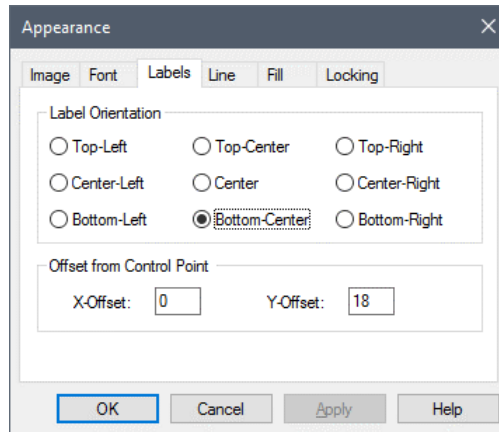 Appearance
Image Font Labels Line Fill Locking
Label Orientation
Top-Left Top-Center Top-Right
Center-Left Center Center-Right
Bottom-Left Bottom-Center Bottom-Right
Offset from Control Point
X-Offset: 0 Y-Offset: 18
OK Cancel Apply Help